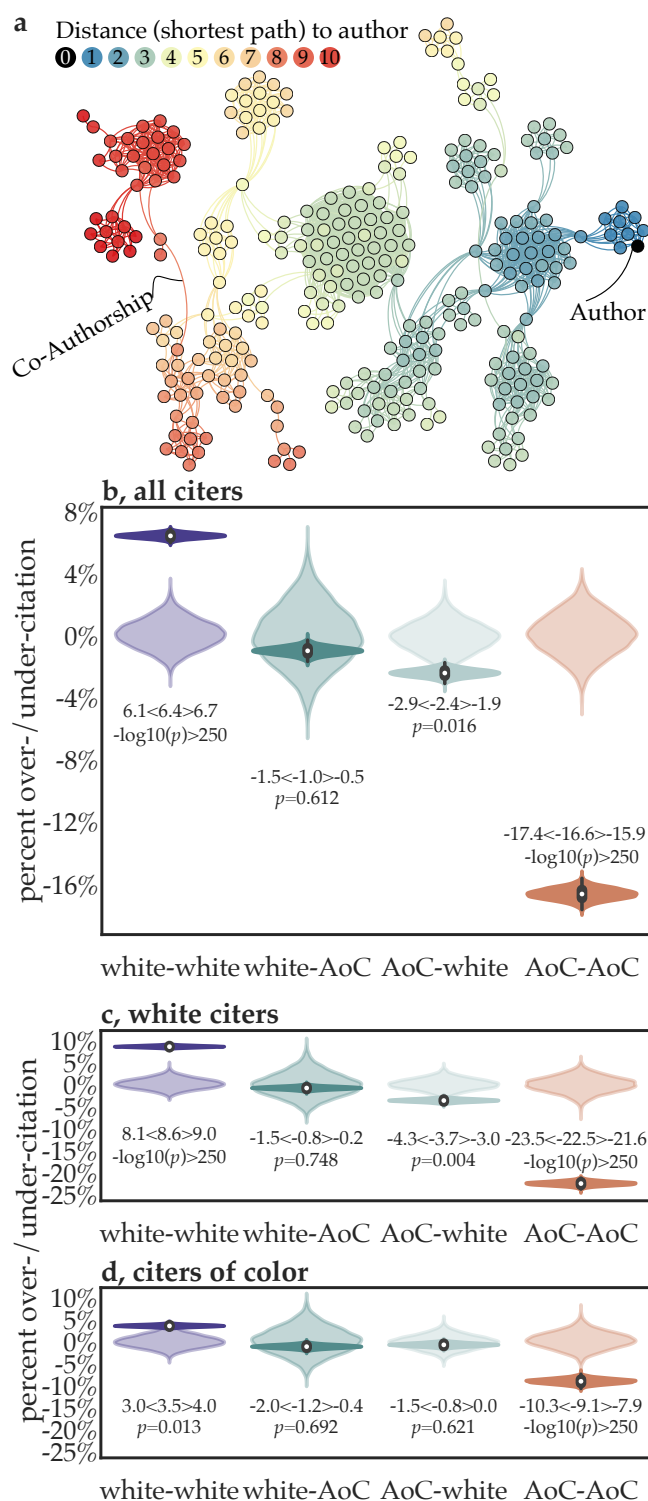 a
Distance (shortest path) to author
0 1 2 3 4 5 6 7 8 9 10
Co-Authorship
Author
b, all citers
percent over-/under-citation
8%
4%
0%
-4%
-8%
-12%
-16%
6.1<6.4>6.7
-log10(p)>250
-1.5<-1.0>-0.5
p=0.612
-2.9<-2.4>-1.9
p=0.016
-17.4<-16.6>-15.9
-log10(p)>250
white-white white-AoC AoC-white AoC-AoC
c, white citers
percent over-/under-citation
10%
5%
0%
-5%
-10%
-15%
-20%
-25%
8.1<8.6>9.0
-log10(p)>250
-1.5<-0.8>-0.2
p=0.748
-4.3<-3.7>-3.0
p=0.004
-23.5<-22.5>-21.6
-log10(p)>250
white-white white-AoC AoC-white AoC-AoC
d, citers of color
10%
5%
0%
-5%
-10%
-15%
-20%
-25%
3.0<3.5>4.0
p=0.013
-2.0<-1.2>-0.4
p=0.692
-1.5<-0.8>0.0
p=0.621
-10.3<-9.1>-7.9
-log10(p)>250
white-white white-AoC AoC-white AoC-AoC